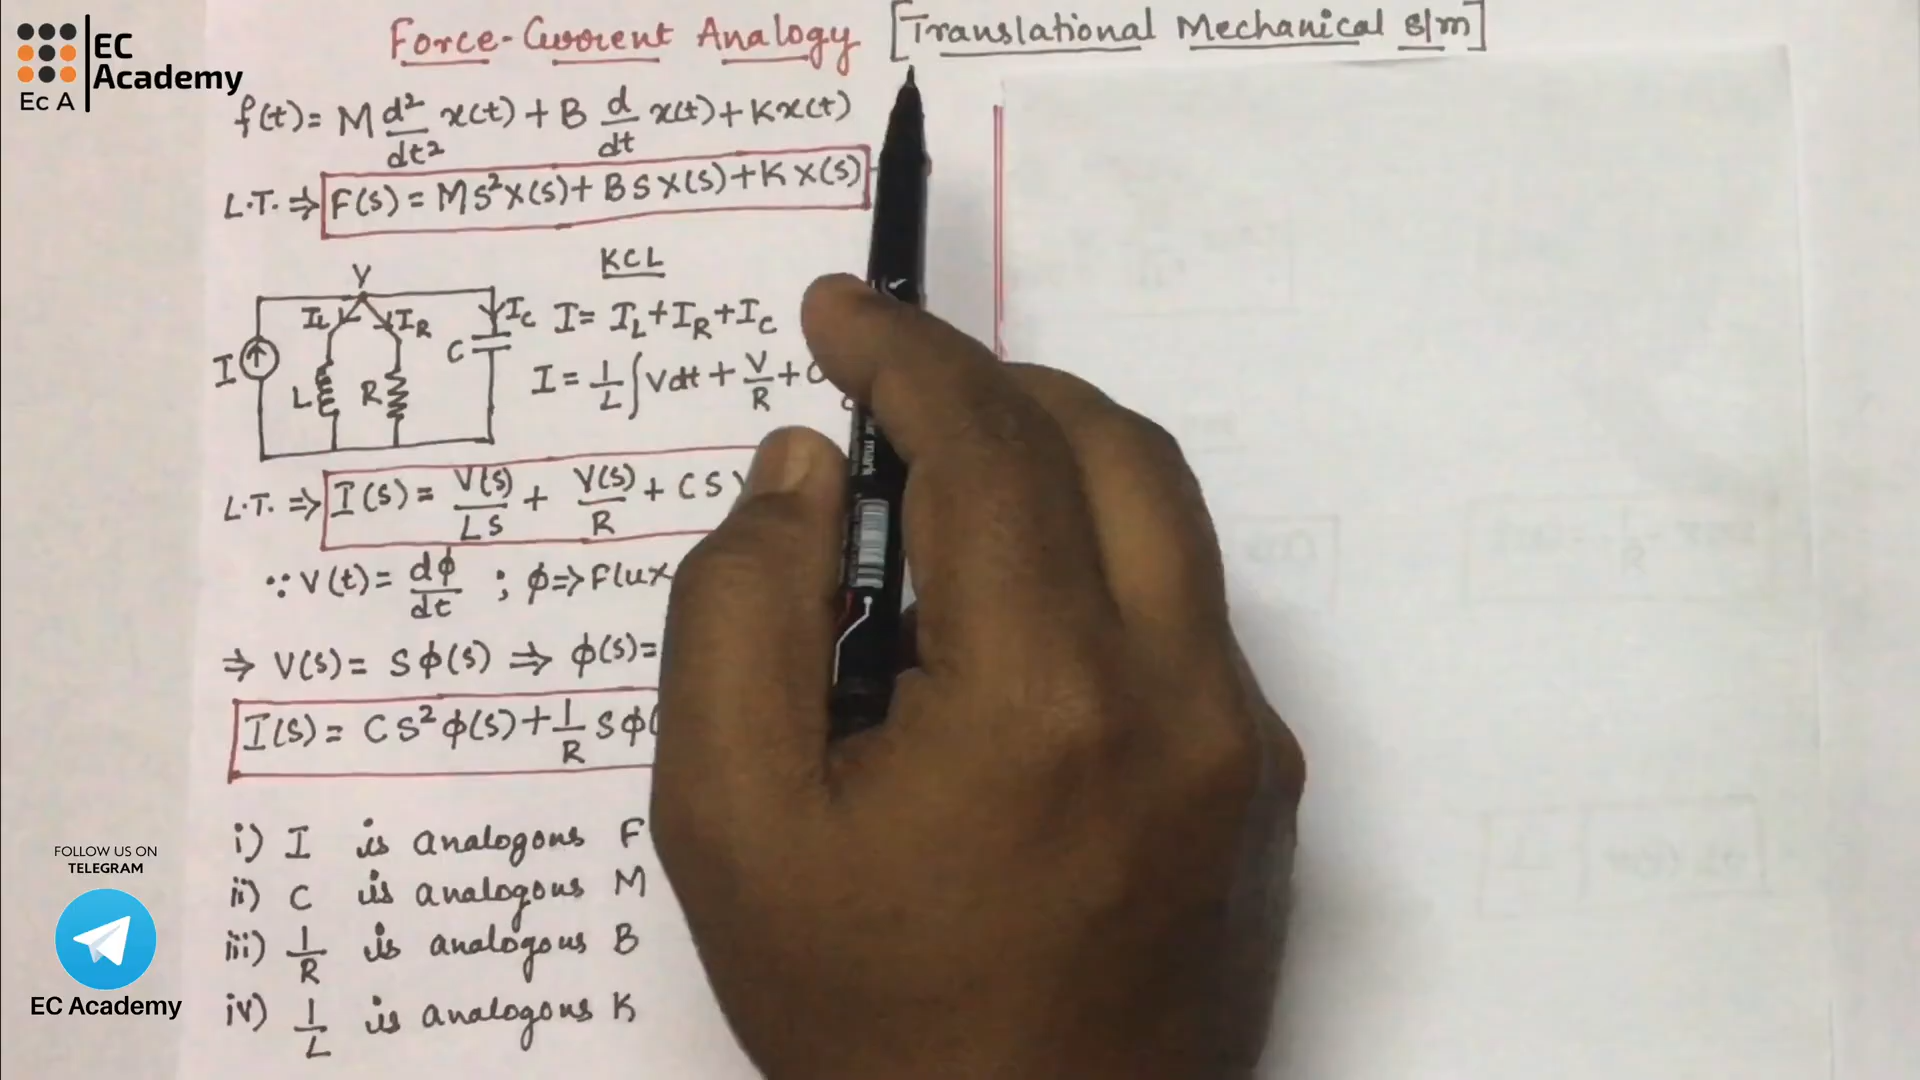 EC
Academy
Ec A
Force-Current Analogy [Translational Mechanical s/m]
f(t)= M d²/dt² x(t) + B d/dt x(t) + Kx(t)
L.T. ⇒ F(s) = MS²X(s) + BSX(s) + KX(s)
KCL
V
IL IR IC
I L R C
I = IL + IR + IC
I = 1/L ∫Vdt + V/R +
L.T. ⇒ I(s) = V(s)/LS + V(s)/R + CS
∵ V(t) = dϕ/dt ; ϕ ⇒ Flux
⇒ V(s) = Sϕ(s) ⇒ ϕ(s) =
I(s) = CS² ϕ(s) + 1/R Sϕ(
i) I is analogous F
ii) C is analogous M
iii) 1/R is analogous B
iv) 1/L is analogous K
FOLLOW US ON
TELEGRAM
EC Academy